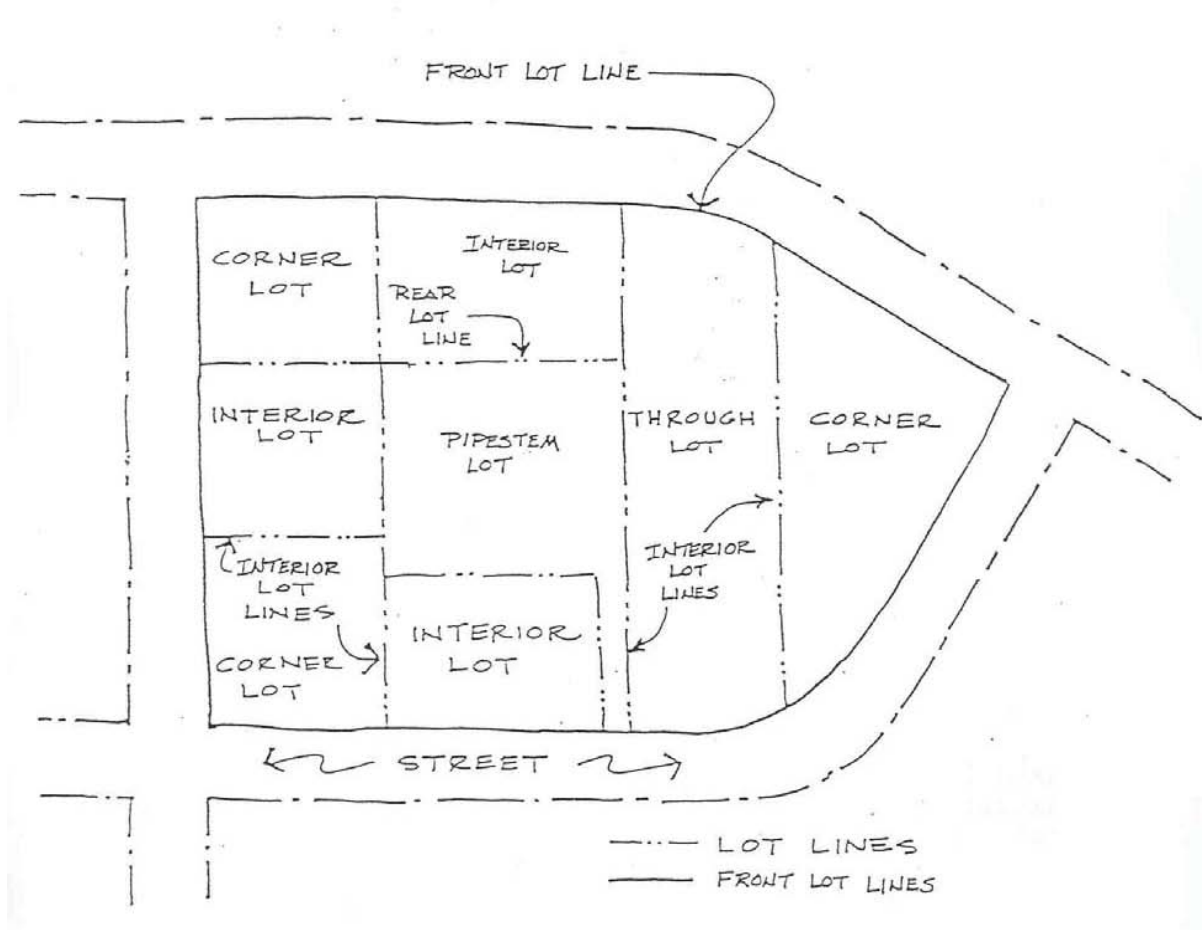 FRONT LOT LINE
CORNER
LOT
INTERIOR
LOT
REAR
LOT
LINE
INTERIOR
LOT
PIPESTEM
LOT
THROUGH
LOT
CORNER
LOT
INTERIOR
LOT
LINES
INTERIOR
LOT
LINES
CORNER
LOT
INTERIOR
LOT
STREET
LOT LINES
FRONT LOT LINES